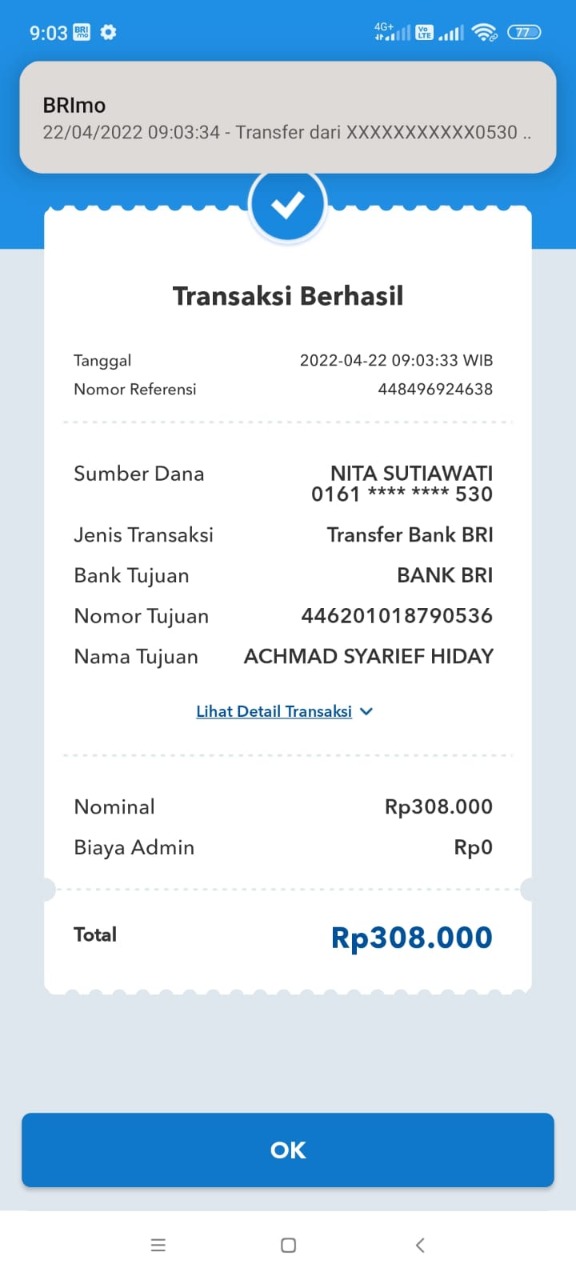 9:03 BRI mo 4G+ Vo LTE 77
BRImo
22/04/2022 09:03:34 - Transfer dari XXXXXXXXXXX0530 ..
Transaksi Berhasil
Tanggal 2022-04-22 09:03:33 WIB
Nomor Referensi 448496924638
Sumber Dana NITA SUTIAWATI
0161 **** **** 530
Jenis Transaksi Transfer Bank BRI
Bank Tujuan BANK BRI
Nomor Tujuan 446201018790536
Nama Tujuan ACHMAD SYARIEF HIDAY
Lihat Detail Transaksi
Nominal Rp308.000
Biaya Admin Rp0
Total Rp308.000
OK